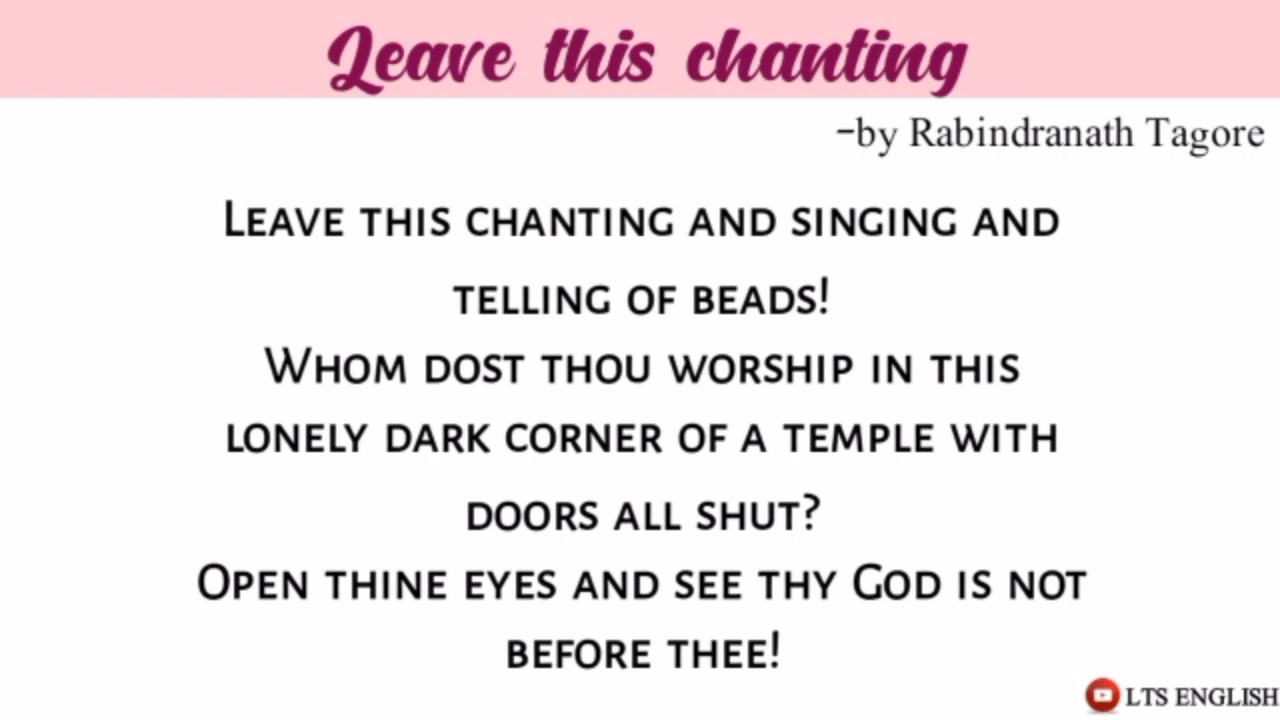 Leave this chanting
-by Rabindranath Tagore
Leave this chanting and singing and
telling of beads!
Whom dost thou worship in this
lonely dark corner of a temple with
doors all shut?
Open thine eyes and see thy God is not
before thee!
LTS ENGLISH